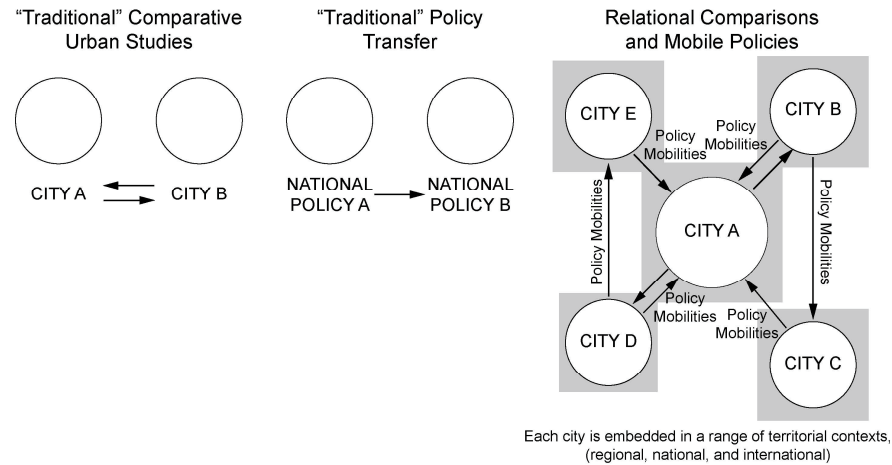 “Traditional” Comparative
Urban Studies
“Traditional” Policy
Transfer
Relational Comparisons
and Mobile Policies
CITY A
CITY B
NATIONAL
POLICY A
NATIONAL
POLICY B
CITY E
CITY B
Policy
Mobilities
Policy
Mobilities
CITY A
Policy Mobilities
Policy Mobilities
CITY D
Policy
Mobilities
Policy
Mobilities
CITY C
Each city is embedded in a range of territorial contexts,
(regional, national, and international)